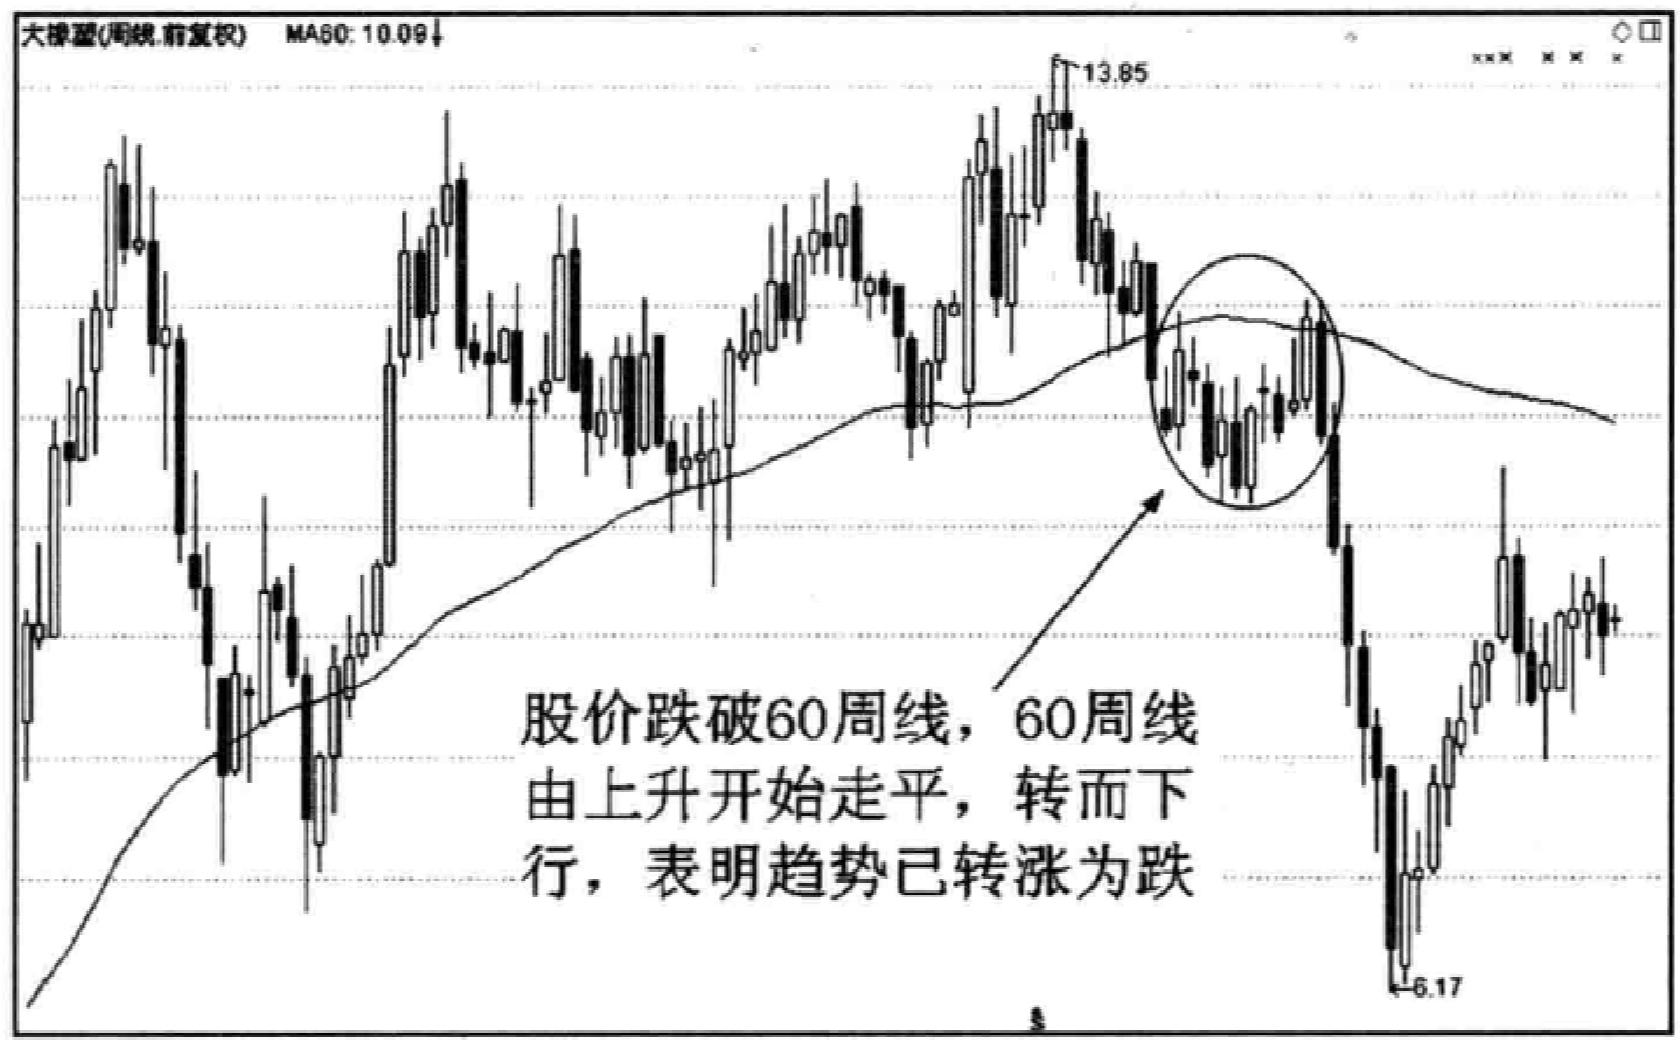 大橡塑(周线.前复权) MA60: 10.09↓
13.85
股价跌破60周线，60周线
由上升开始走平，转而下
行，表明趋势已转涨为跌
6.17